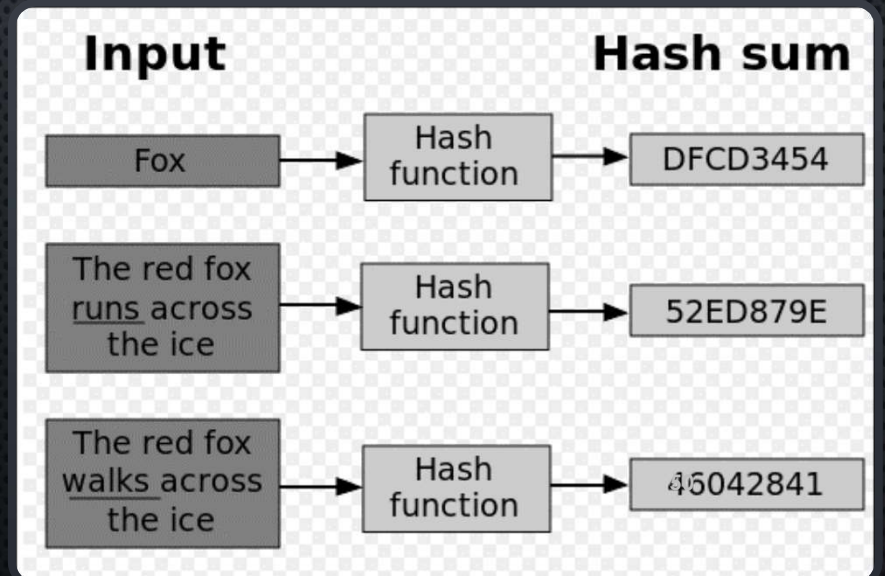 Input
Hash sum
Fox
Hash
function
DFCD3454
The red fox
runs across
the ice
Hash
function
52ED879E
The red fox
walks across
the ice
Hash
function
46042841